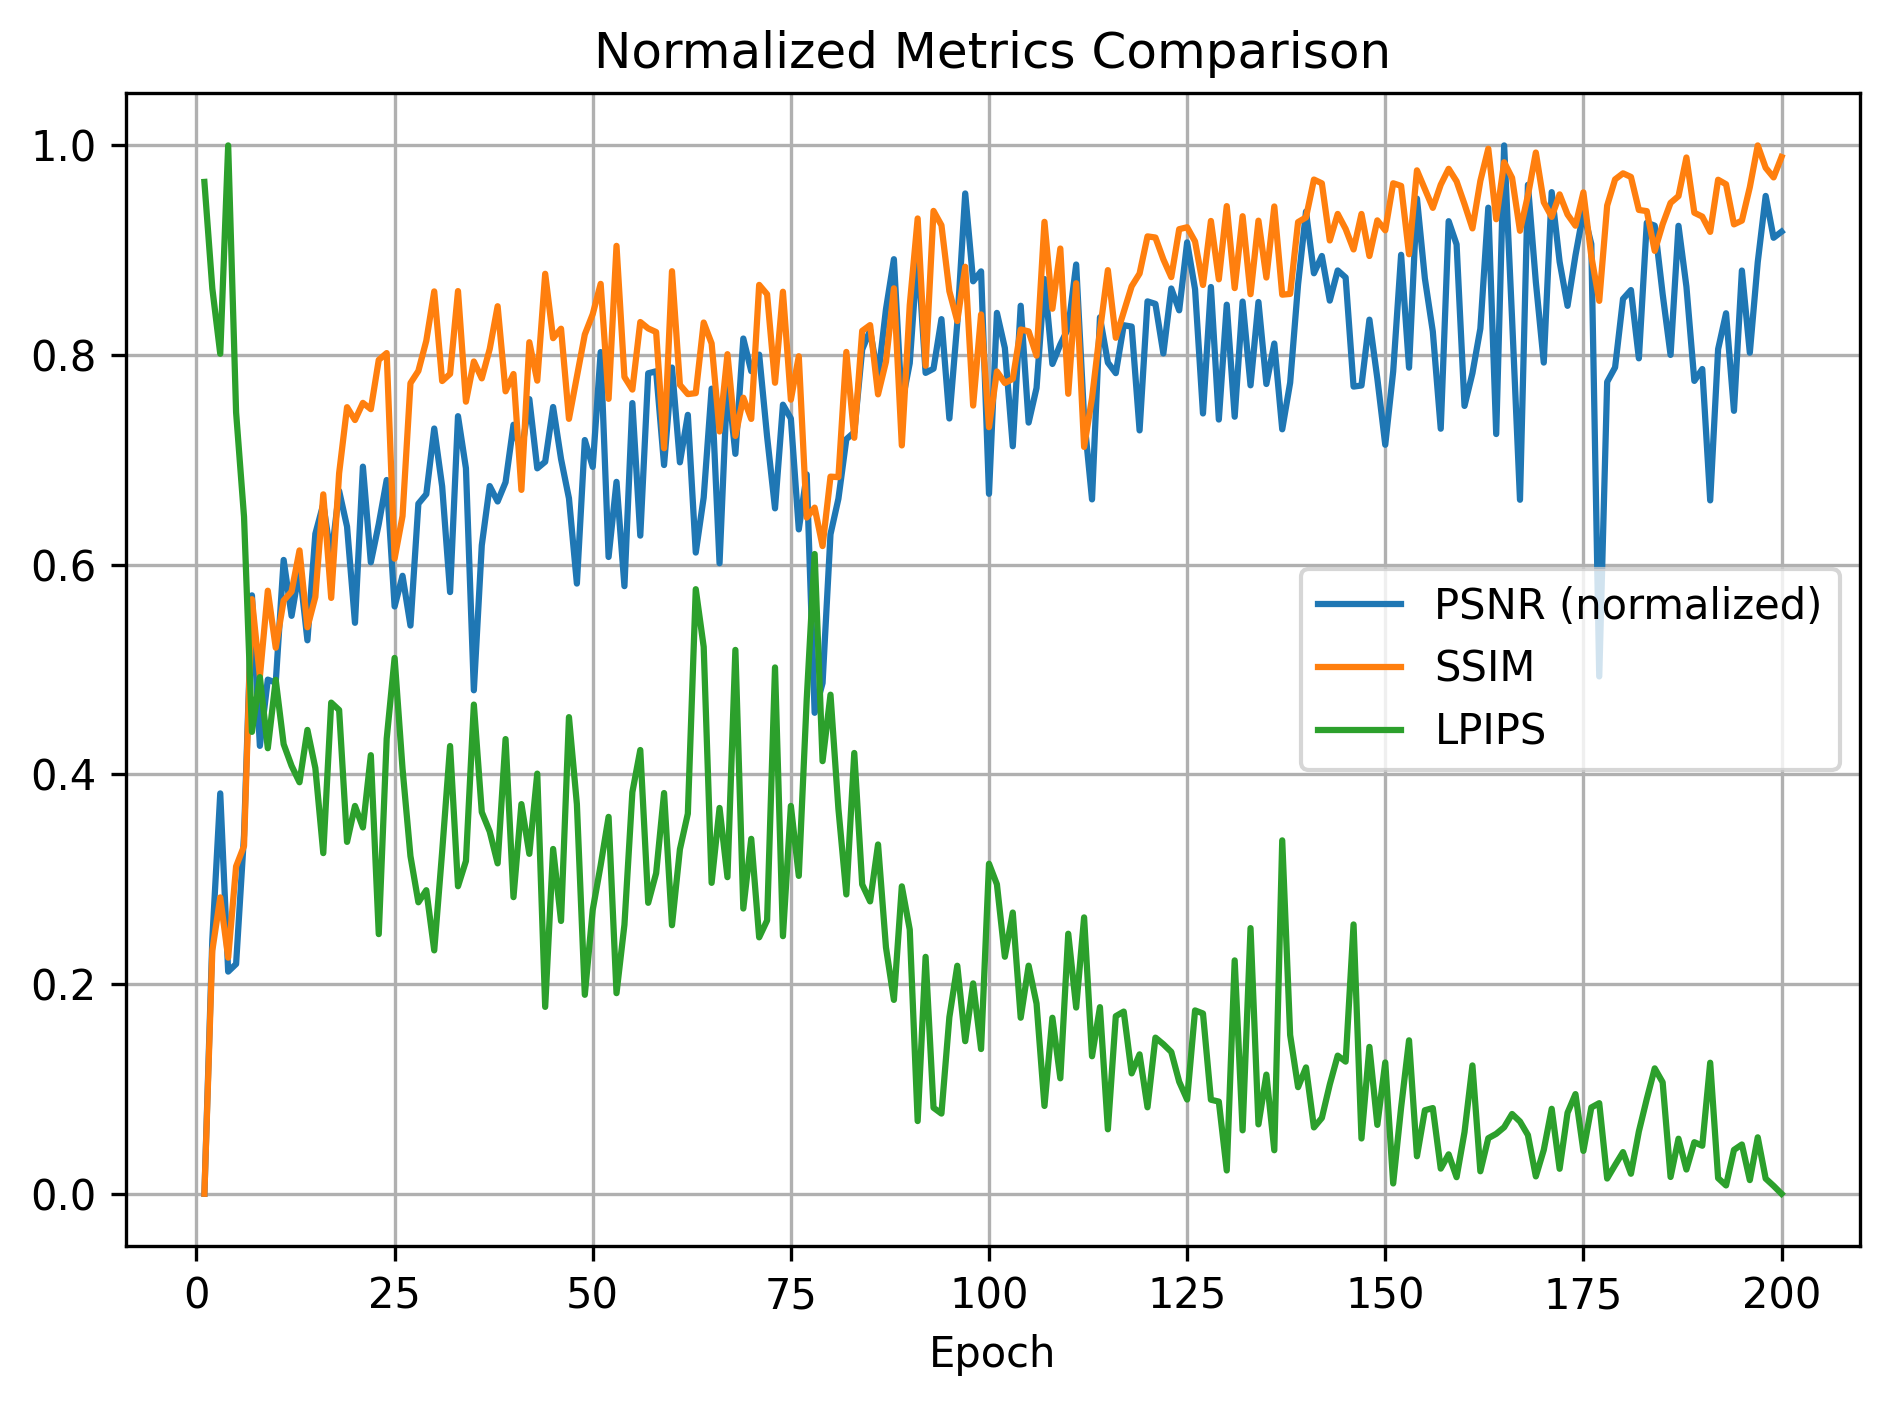 Normalized Metrics Comparison
1.0
0.8
0.6
0.4
0.2
0.0
PSNR (normalized)
SSIM
LPIPS
0 25 50 75 100 125 150 175 200
Epoch